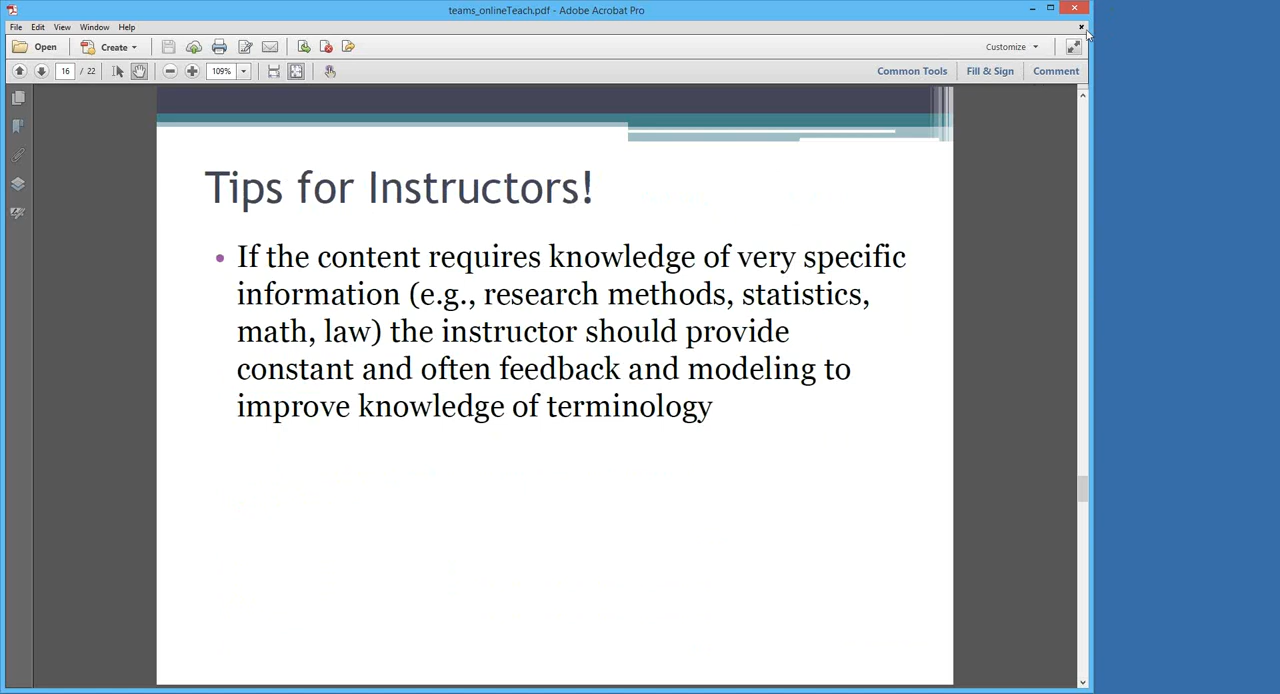 teams_onlineTeach.pdf - Adobe Acrobat Pro
File Edit View Window Help
Open Create Customize
16 / 22 109% Common Tools Fill & Sign Comment
Tips for Instructors!
• If the content requires knowledge of very specific
information (e.g., research methods, statistics,
math, law) the instructor should provide
constant and often feedback and modeling to
improve knowledge of terminology